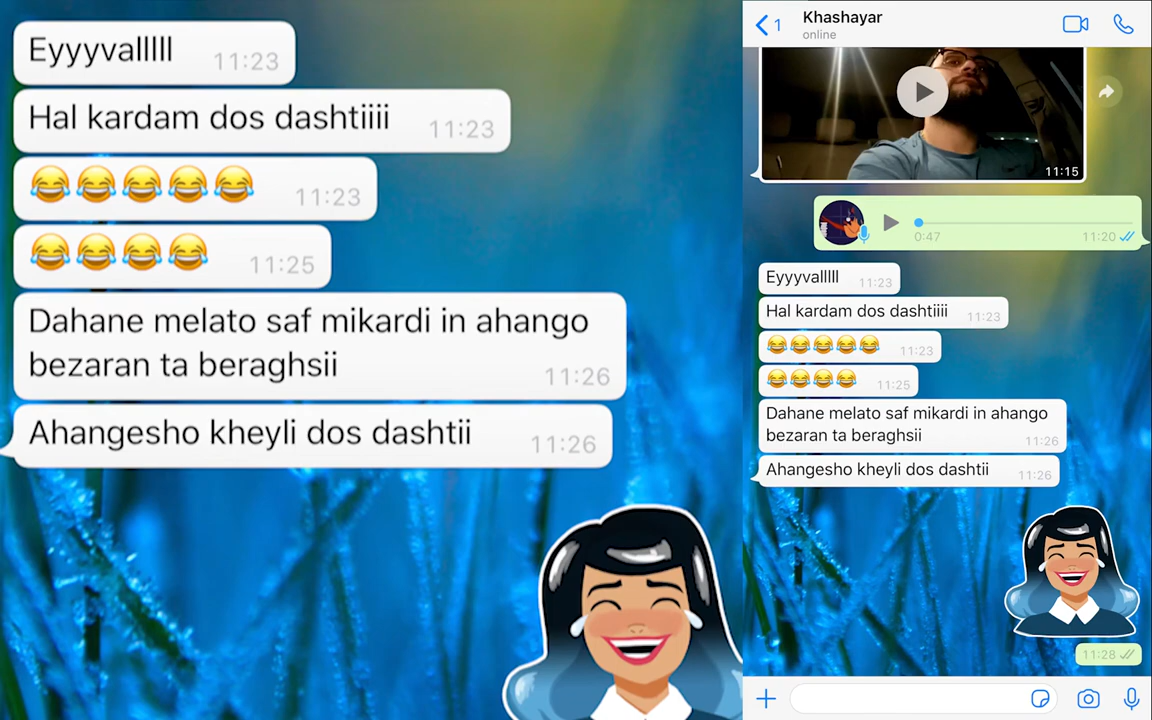 Eyyyvalllll
11:23
Hal kardam dos dashtiiii
11:23
😂😂😂😂😂
11:23
😂😂😂😂
11:25
Dahane melato saf mikardi in ahango
bezaran ta beraghsii
11:26
Ahangesho kheyli dos dashtii
11:26
1
Khashayar
online
11:15
0:47
11:20
Eyyyvalllll
11:23
Hal kardam dos dashtiiii
11:23
😂😂😂😂😂
11:23
😂😂😂😂
11:25
Dahane melato saf mikardi in ahango
bezaran ta beraghsii
11:26
Ahangesho kheyli dos dashtii
11:26
11:28